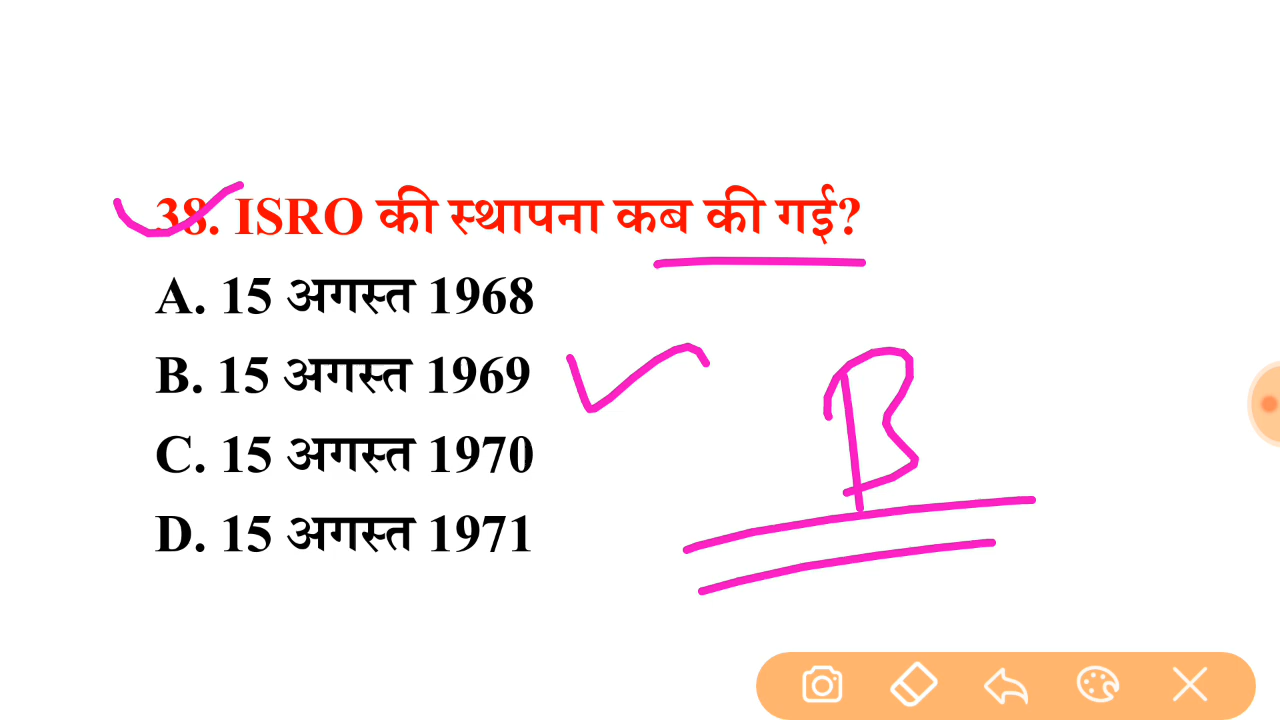 38. ISRO की स्थापना कब की गई?
A. 15 अगस्त 1968
B. 15 अगस्त 1969
C. 15 अगस्त 1970
D. 15 अगस्त 1971
B